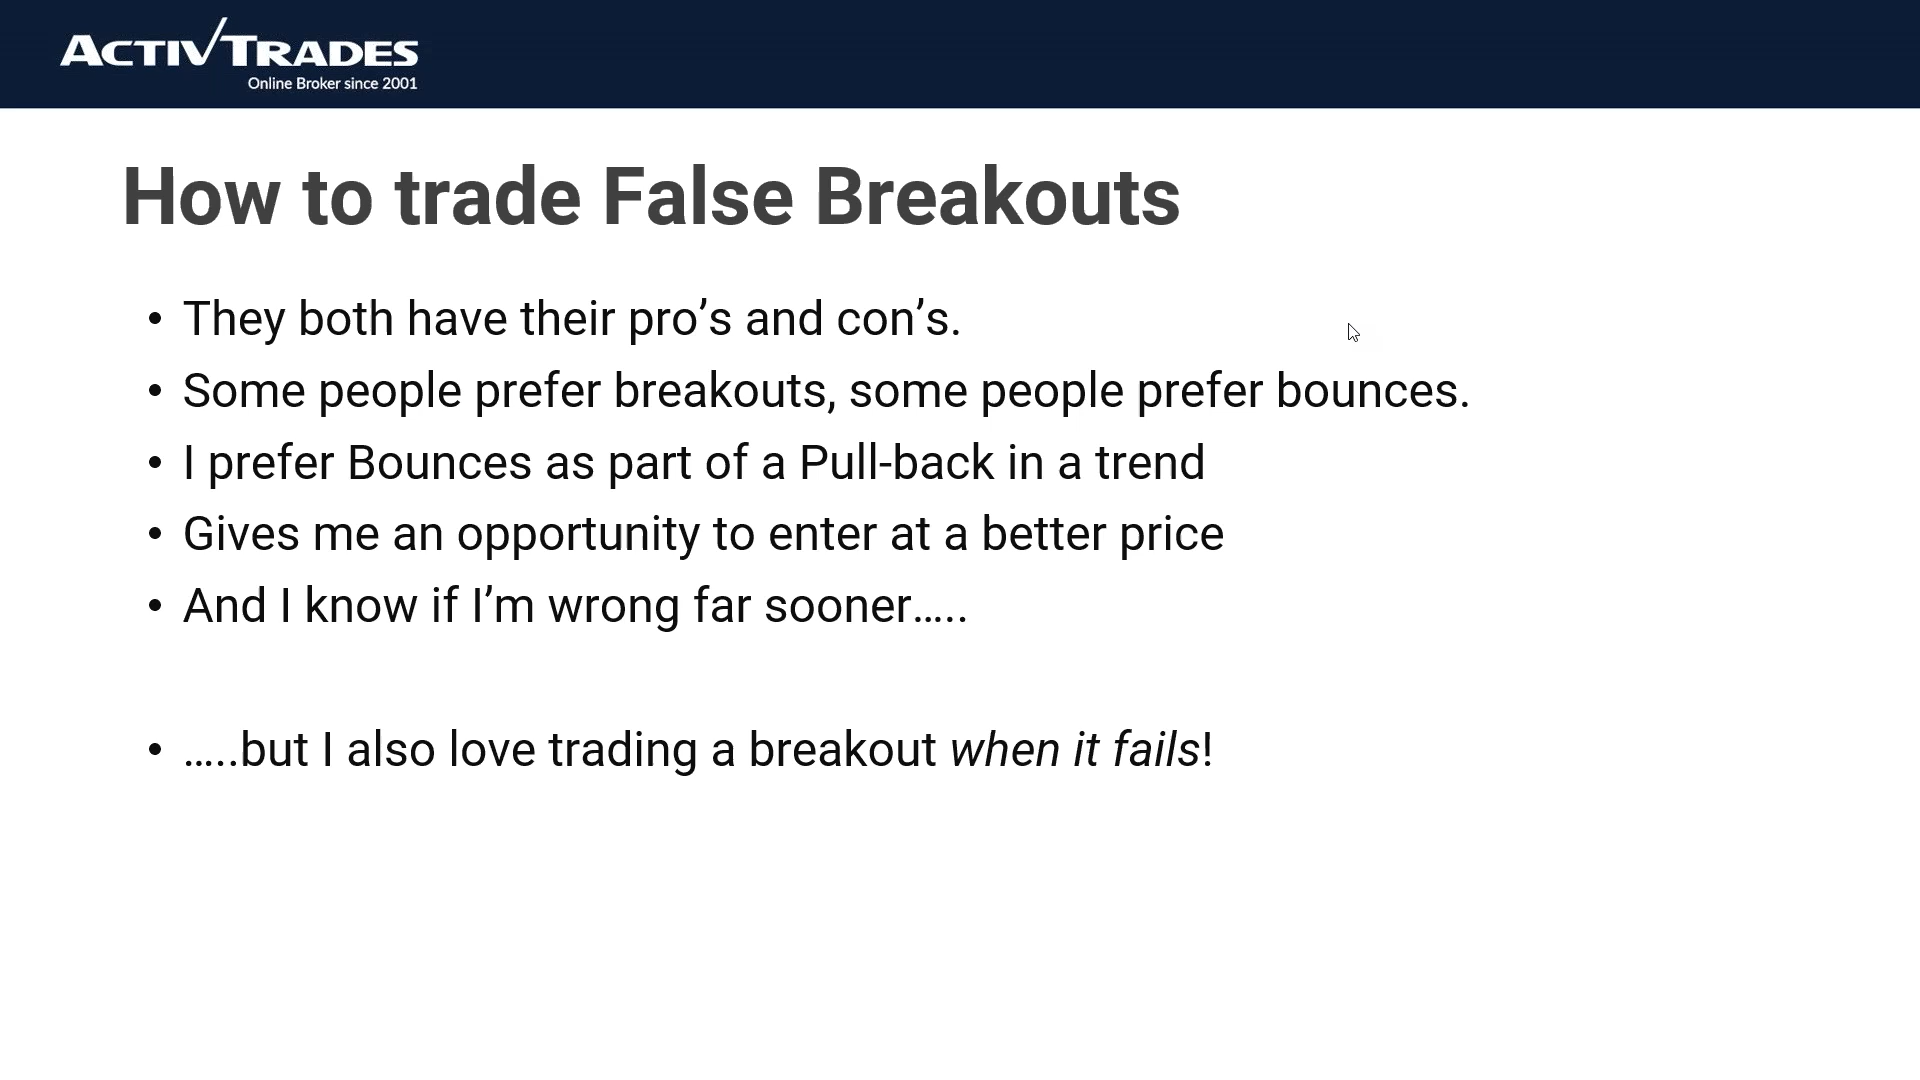 ACTIVTRADES
Online Broker since 2001
How to trade False Breakouts
• They both have their pro’s and con’s.
• Some people prefer breakouts, some people prefer bounces.
• I prefer Bounces as part of a Pull-back in a trend
• Gives me an opportunity to enter at a better price
• And I know if I’m wrong far sooner…..
• …..but I also love trading a breakout when it fails!